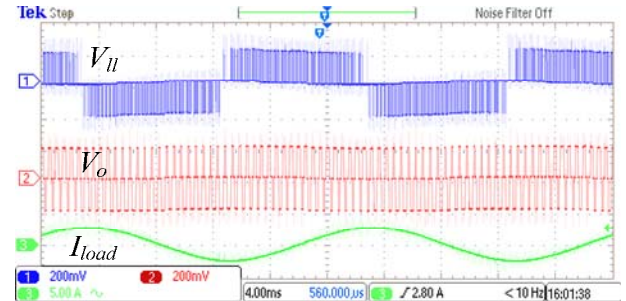 Tek Stop
Noise Filter Off
V_ll
1
V_o
2
3
I_load
1 200mV 2 200mV
3 5.00 A 4.00ms 560.000µs 3 2.80 A < 10 Hz 16:01:38